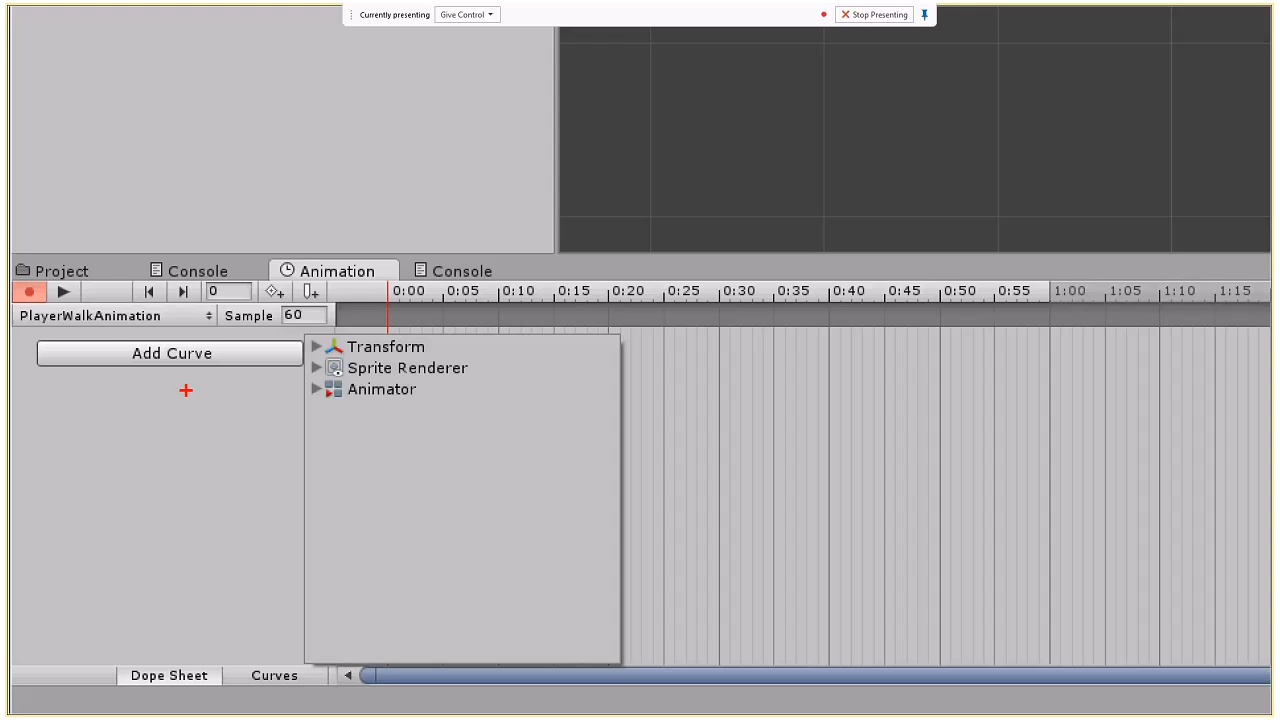 Currently presenting Give Control Stop Presenting
Project Console Animation Console
0 0:00 0:05 0:10 0:15 0:20 0:25 0:30 0:35 0:40 0:45 0:50 0:55 1:00 1:05 1:10 1:15
PlayerWalkAnimation Sample 60
Add Curve
Transform
Sprite Renderer
Animator
Dope Sheet Curves